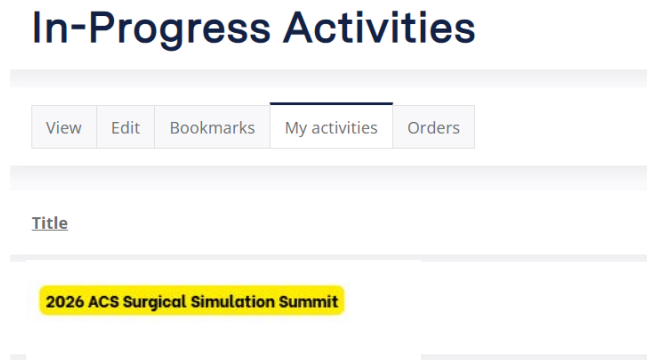 In-Progress Activities
View Edit Bookmarks My activities Orders
Title
2026 ACS Surgical Simulation Summit